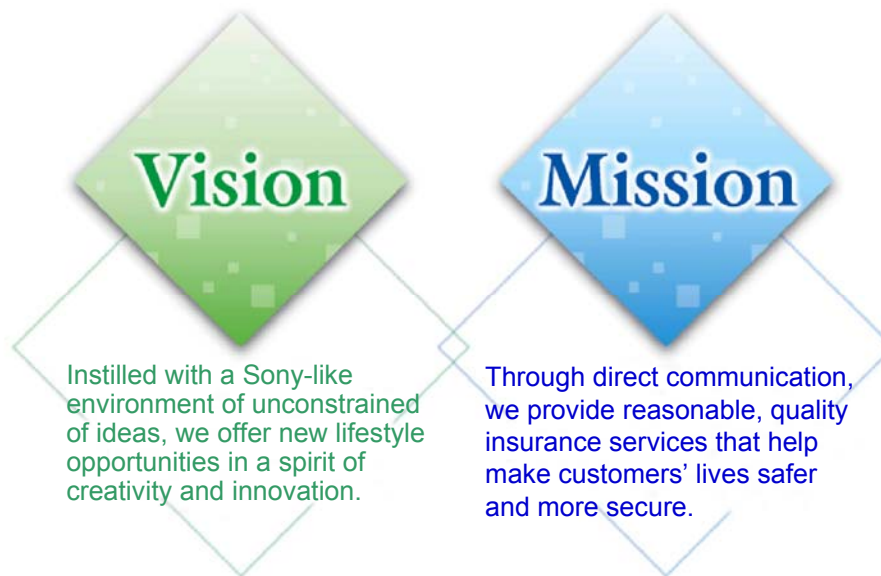 Vision
Instilled with a Sony-like
environment of unconstrained
of ideas, we offer new lifestyle
opportunities in a spirit of
creativity and innovation.
Mission
Through direct communication,
we provide reasonable, quality
insurance services that help
make customers’ lives safer
and more secure.